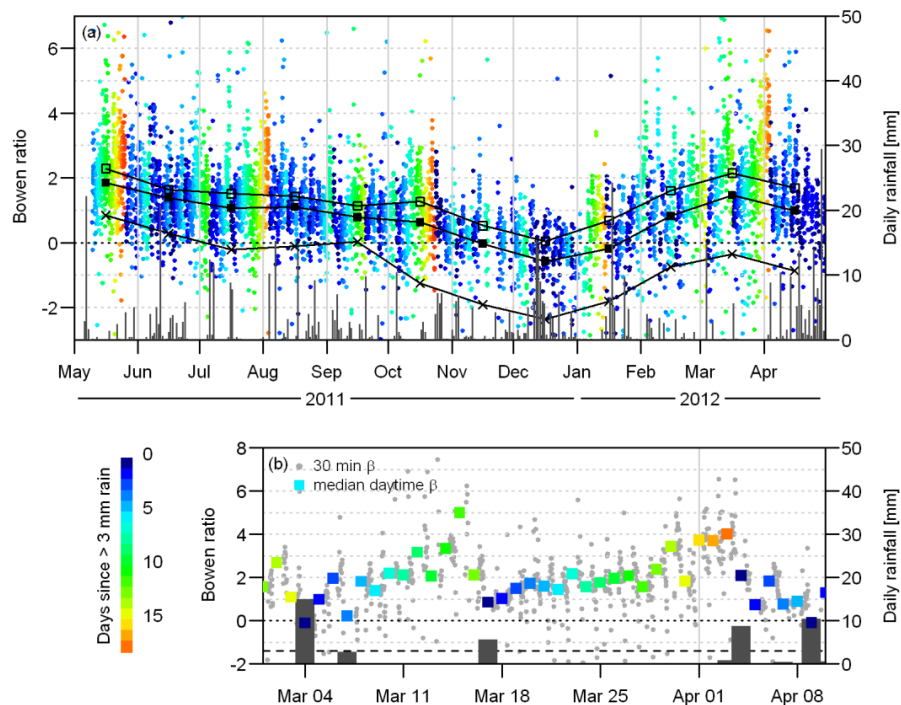 (a)
Bowen ratio
6
4
2
0
-2
50
40
30
20
10
0
Daily rainfall [mm]
May Jun Jul Aug Sep Oct Nov Dec Jan Feb Mar Apr
2011 2012
Days since > 3 mm rain
0
5
10
15
(b)
30 min β
median daytime β
Bowen ratio
8
6
4
2
0
-2
50
40
30
20
10
0
Daily rainfall [mm]
Mar 04 Mar 11 Mar 18 Mar 25 Apr 01 Apr 08